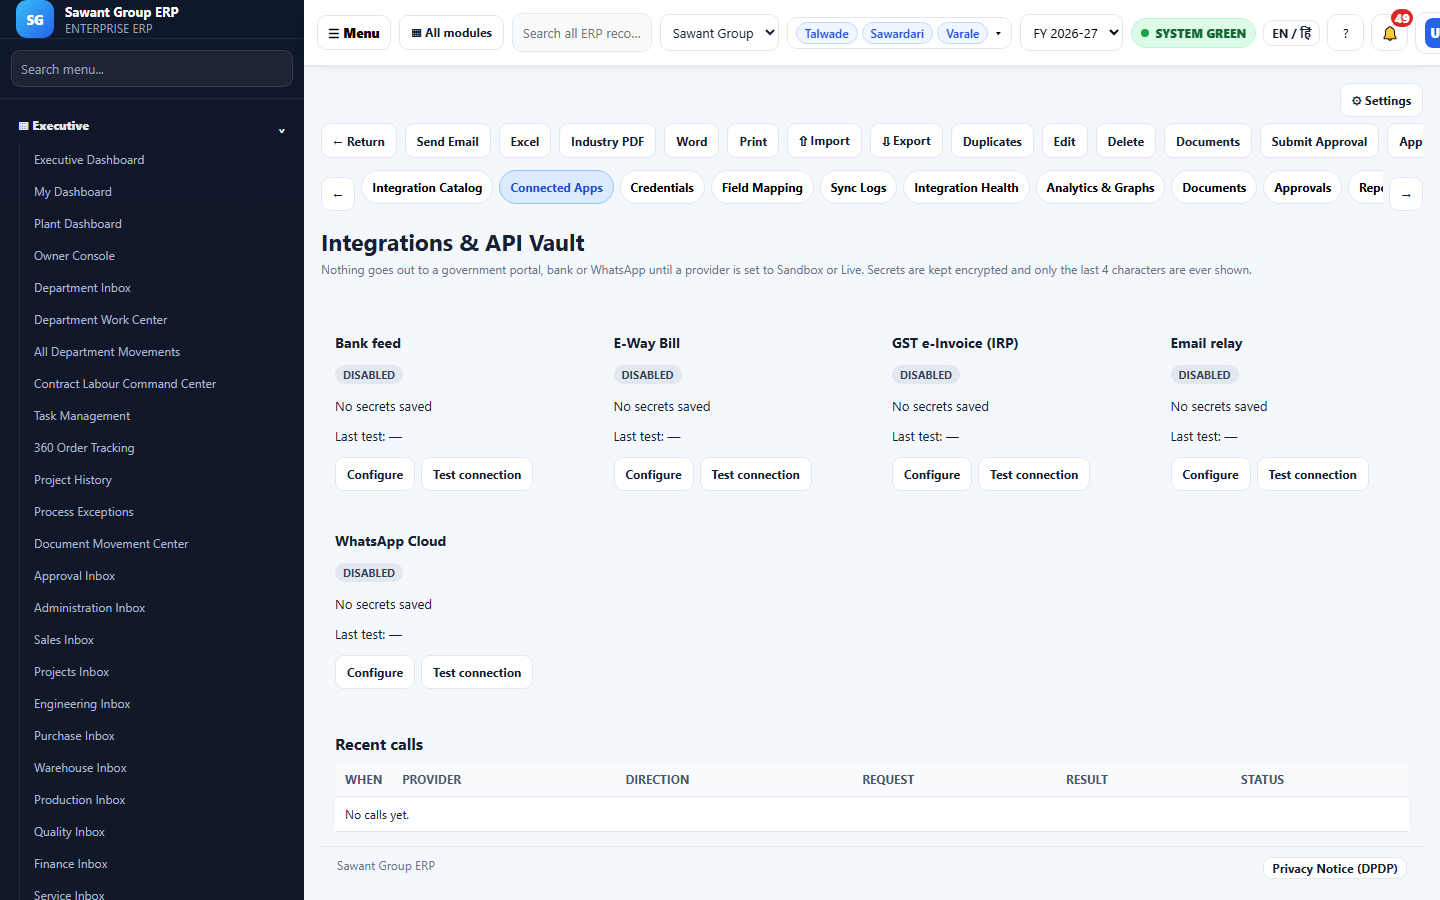 SG
Sawant Group ERP
ENTERPRISE ERP
Search menu...
Executive
Executive Dashboard
My Dashboard
Plant Dashboard
Owner Console
Department Inbox
Department Work Center
All Department Movements
Contract Labour Command Center
Task Management
360 Order Tracking
Project History
Process Exceptions
Document Movement Center
Approval Inbox
Administration Inbox
Sales Inbox
Projects Inbox
Engineering Inbox
Purchase Inbox
Warehouse Inbox
Production Inbox
Quality Inbox
Finance Inbox
Service Inbox
☰ Menu
All modules
Search all ERP reco...
Sawant Group
Talwade Sawardari Varale
FY 2026-27
SYSTEM GREEN
EN / हिं
?
49
U
⚙ Settings
← Return
Send Email
Excel
Industry PDF
Word
Print
⇧ Import
⇩ Export
Duplicates
Edit
Delete
Documents
Submit Approval
App
←
Integration Catalog
Connected Apps
Credentials
Field Mapping
Sync Logs
Integration Health
Analytics & Graphs
Documents
Approvals
Repo
→
Integrations & API Vault
Nothing goes out to a government portal, bank or WhatsApp until a provider is set to Sandbox or Live. Secrets are kept encrypted and only the last 4 characters are ever shown.
Bank feed
DISABLED
No secrets saved
Last test: —
Configure Test connection
E-Way Bill
DISABLED
No secrets saved
Last test: —
Configure Test connection
GST e-Invoice (IRP)
DISABLED
No secrets saved
Last test: —
Configure Test connection
Email relay
DISABLED
No secrets saved
Last test: —
Configure Test connection
WhatsApp Cloud
DISABLED
No secrets saved
Last test: —
Configure Test connection
Recent calls
WHEN PROVIDER DIRECTION REQUEST RESULT STATUS
No calls yet.
Sawant Group ERP
Privacy Notice (DPDP)